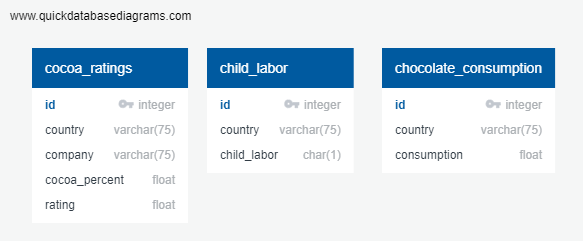 www.quickdatabasediagrams.com
cocoa_ratings
id integer
country varchar(75)
company varchar(75)
cocoa_percent float
rating float
child_labor
id integer
country varchar(75)
child_labor char(1)
chocolate_consumption
id integer
country varchar(75)
consumption float